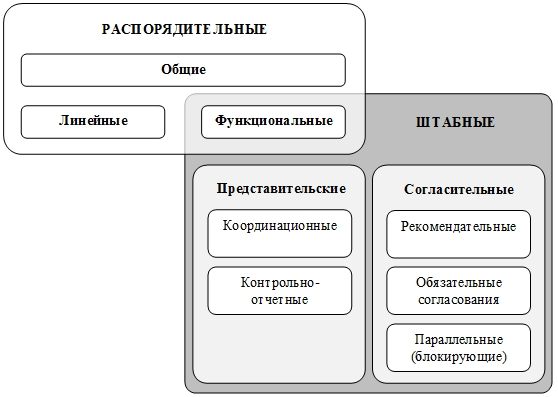 РАСПОРЯДИТЕЛЬНЫЕ
Общие
Линейные
Функциональные
ШТАБНЫЕ
Представительские
Координационные
Контрольно-
отчетные
Согласительные
Рекомендательные
Обязательные
согласования
Параллельные
(блокирующие)